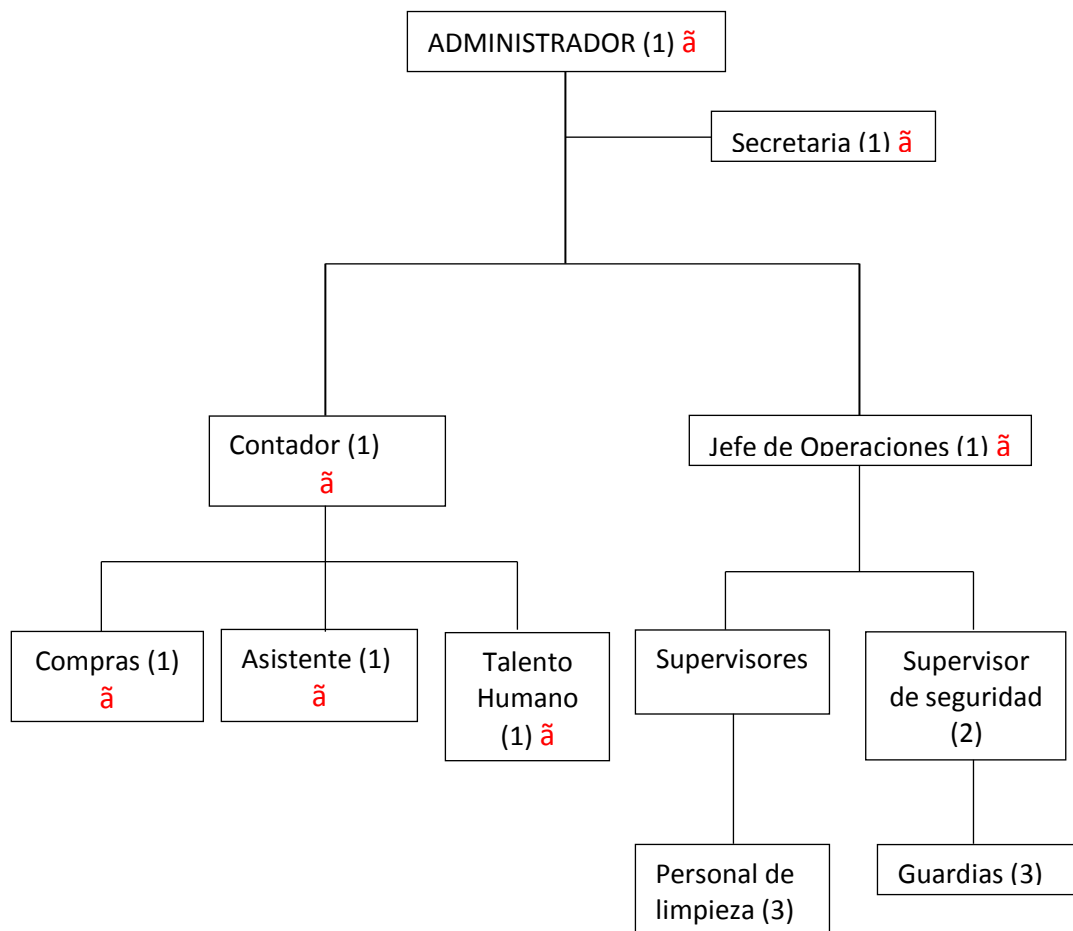 ADMINISTRADOR (1) ã
Secretaria (1) ã
Contador (1)
ã
Jefe de Operaciones (1) ã
Compras (1)
ã
Asistente (1)
ã
Talento
Humano
(1) ã
Supervisores
Supervisor
de seguridad
(2)
Personal de
limpieza (3)
Guardias (3)